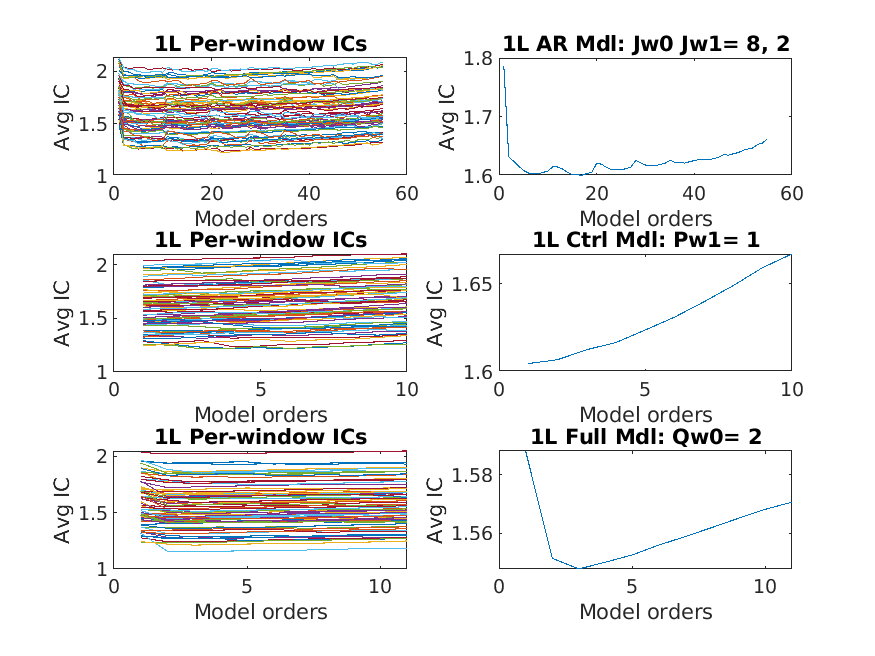 1L Per-window ICs
Avg IC
2
1.5
1
0
20
40
60
Model orders
1L AR Mdl: Jw0 Jw1= 8, 2
Avg IC
1.8
1.7
1.6
0
20
40
60
Model orders
1L Per-window ICs
Avg IC
2
1.5
1
0
5
10
Model orders
1L Ctrl Mdl: Pw1= 1
Avg IC
1.65
1.6
0
5
10
Model orders
1L Per-window ICs
Avg IC
2
1.5
1
0
5
10
Model orders
1L Full Mdl: Qw0= 2
Avg IC
1.58
1.56
0
5
10
Model orders